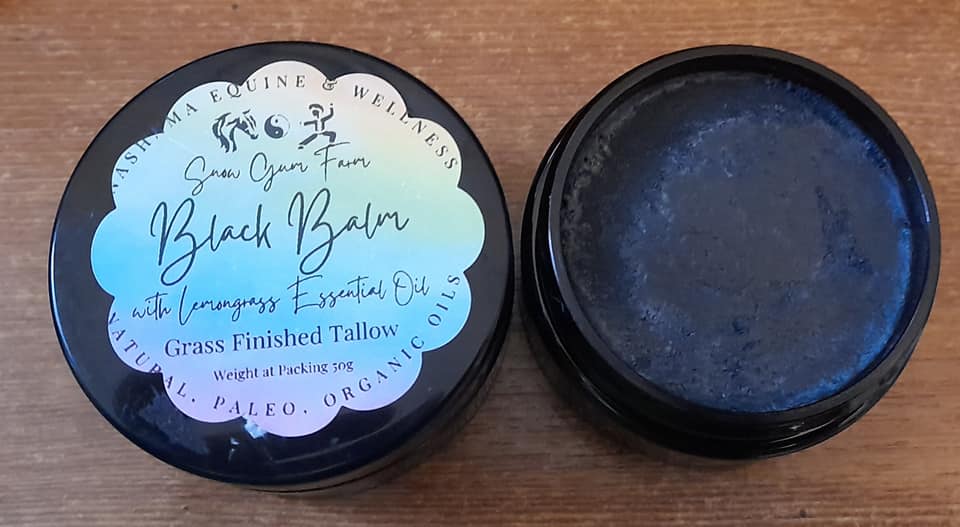 EQUINE & WELLNESS
Snow Gum Farm
Black Balm
with Lemongrass Essential Oil
Grass Finished Tallow
Weight at Packing 50g
NATURAL, PALEO, ORGANIC OILS